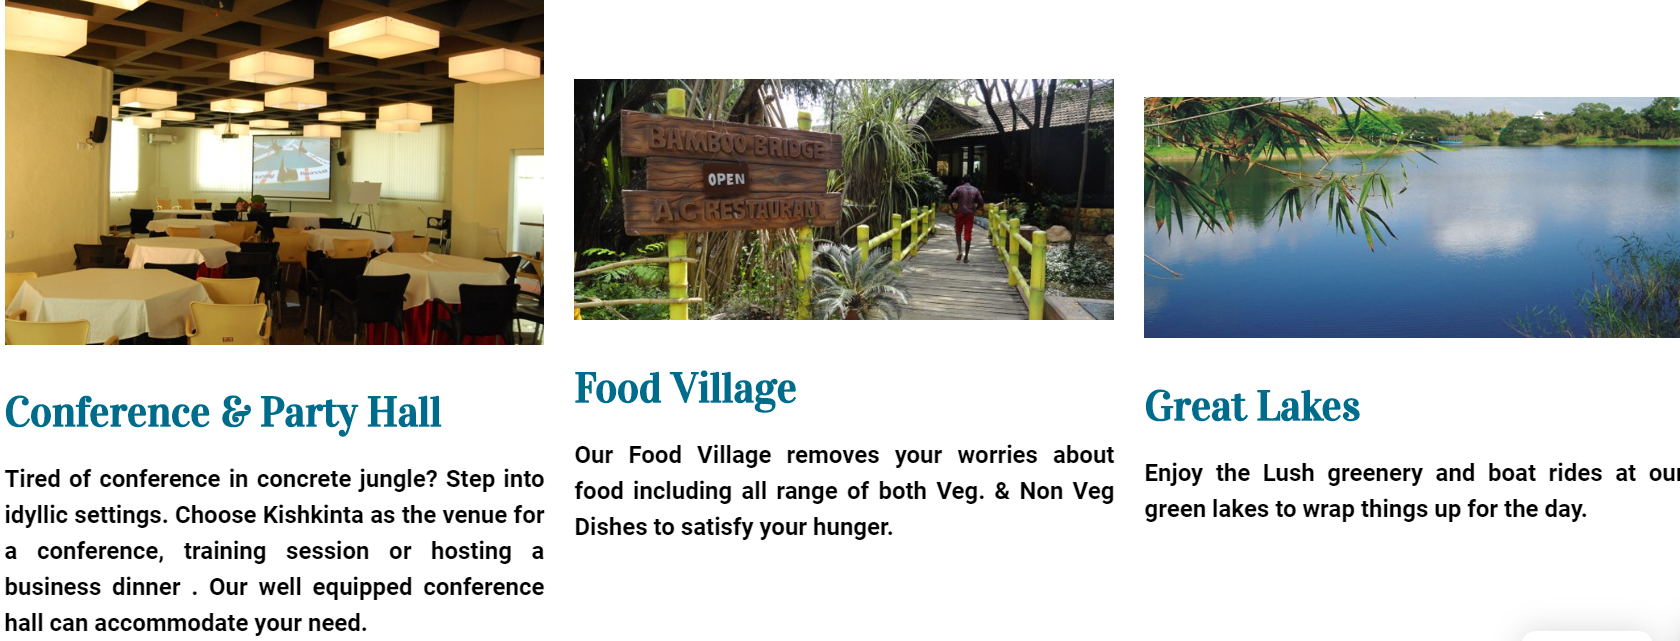 BAMBOO BRIDGE
OPEN
A/C RESTAURANT
Conference & Party Hall
Tired of conference in concrete jungle? Step into
idyllic settings. Choose Kishkinta as the venue for
a conference, training session or hosting a
business dinner . Our well equipped conference
hall can accommodate your need.
Food Village
Our Food Village removes your worries about
food including all range of both Veg. & Non Veg
Dishes to satisfy your hunger.
Great Lakes
Enjoy the Lush greenery and boat rides at our
green lakes to wrap things up for the day.